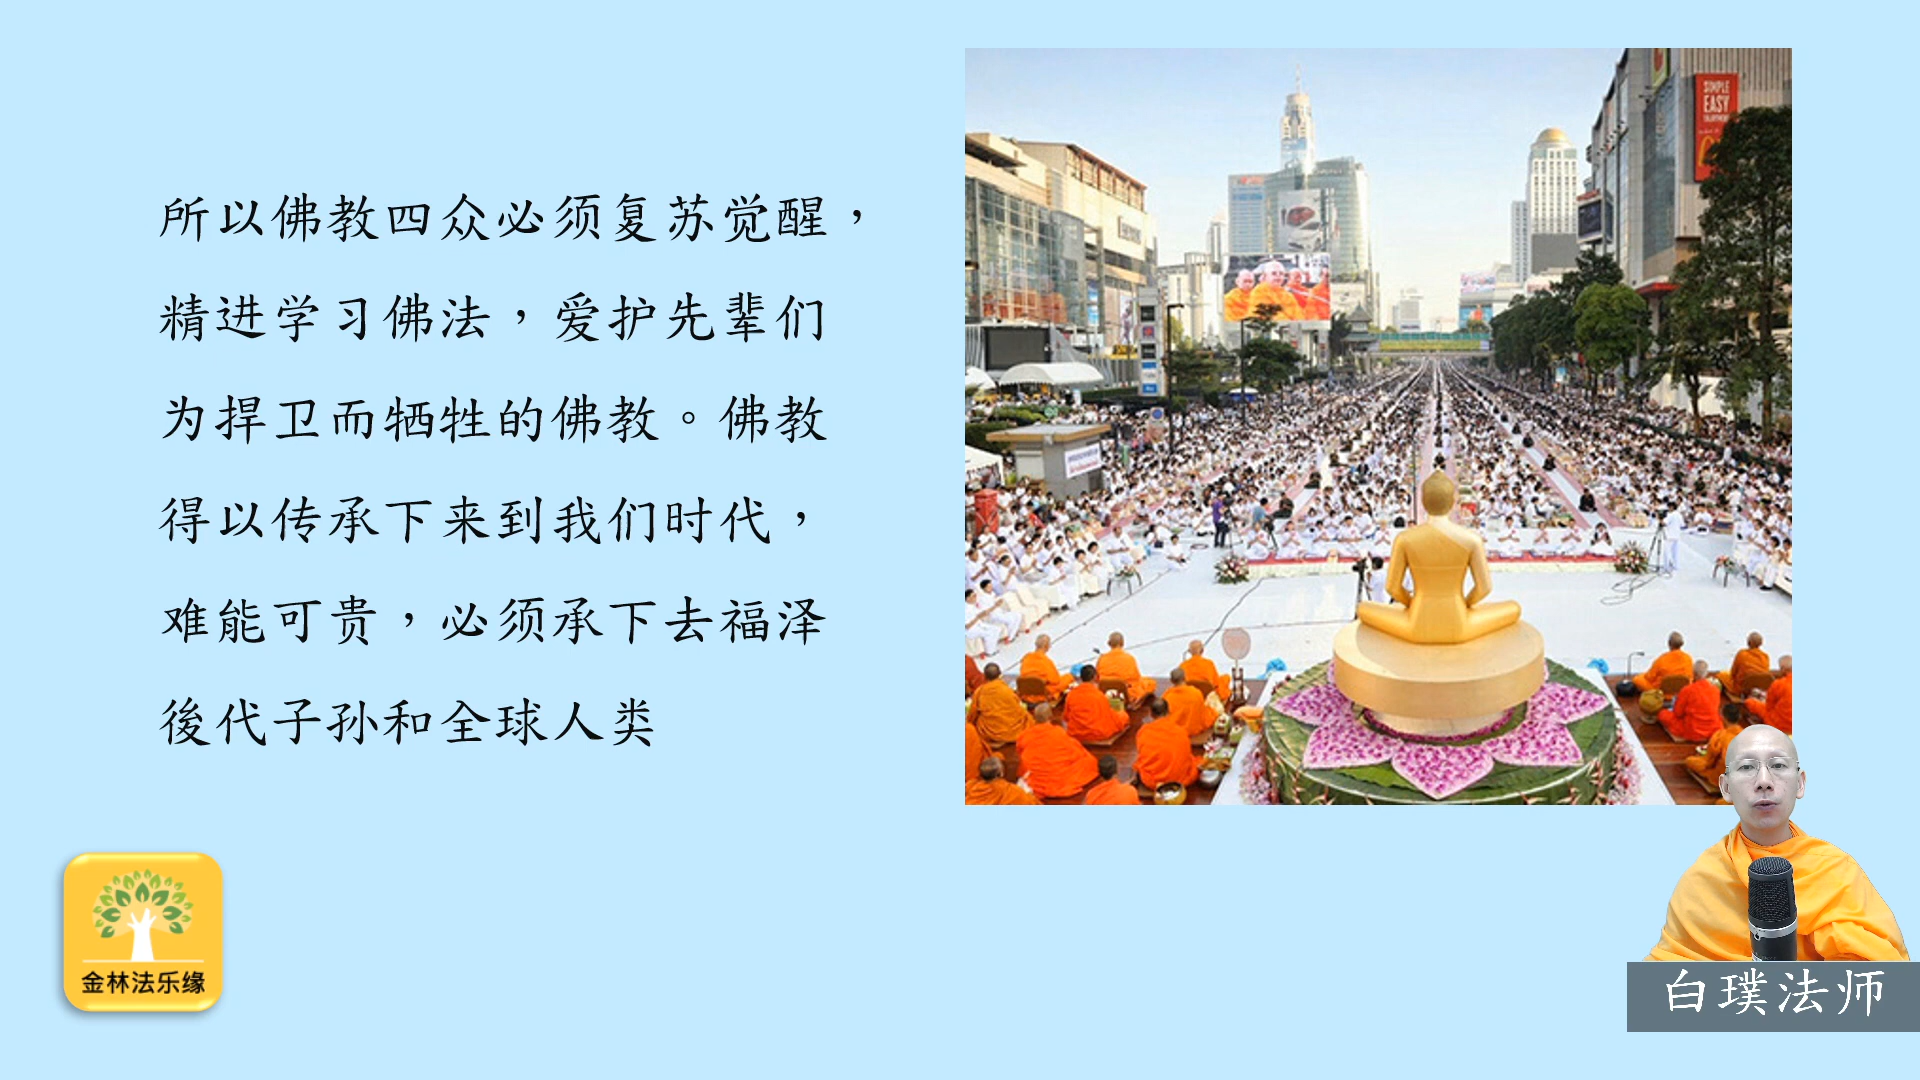 所以佛教四众必须复苏觉醒，
精进学习佛法，爱护先辈们
为捍卫而牺牲的佛教。佛教
得以传承下来到我们时代，
难能可贵，必须承下去福泽
後代子孙和全球人类
SIMPLE
EASY
金林法乐缘
白璞法师